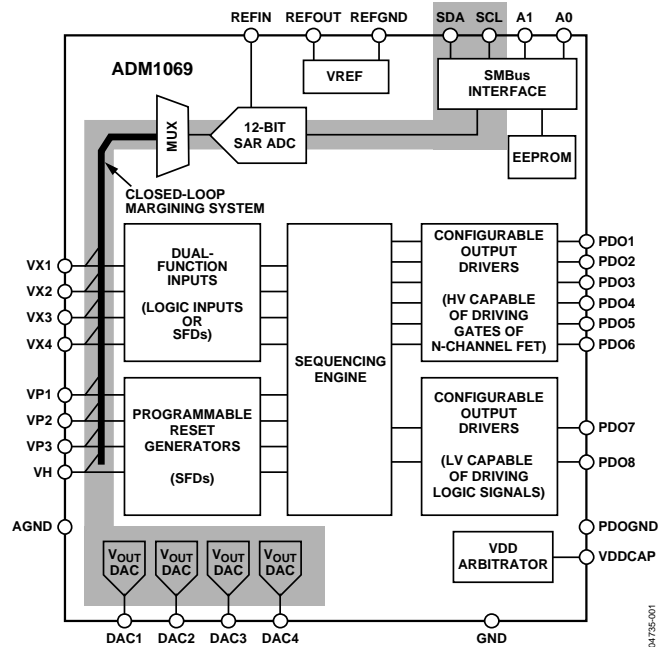 REFIN REFOUT REFGND SDA SCL A1 A0
ADM1069
VREF
SMBus
INTERFACE
MUX
12-BIT
SAR ADC
EEPROM
CLOSED-LOOP
MARGINING SYSTEM
VX1
VX2
VX3
VX4
DUAL-
FUNCTION
INPUTS
(LOGIC INPUTS
OR
SFDs)
SEQUENCING
ENGINE
CONFIGURABLE
OUTPUT
DRIVERS
(HV CAPABLE
OF DRIVING
GATES OF
N-CHANNEL FET)
PDO1
PDO2
PDO3
PDO4
PDO5
PDO6
VP1
VP2
VP3
VH
PROGRAMMABLE
RESET
GENERATORS
(SFDs)
CONFIGURABLE
OUTPUT
DRIVERS
(LV CAPABLE
OF DRIVING
LOGIC SIGNALS)
PDO7
PDO8
AGND
PDOGND
VOUT
DAC
VOUT
DAC
VOUT
DAC
VOUT
DAC
VDD
ARBITRATOR
VDDCAP
DAC1 DAC2 DAC3 DAC4 GND
04735-001